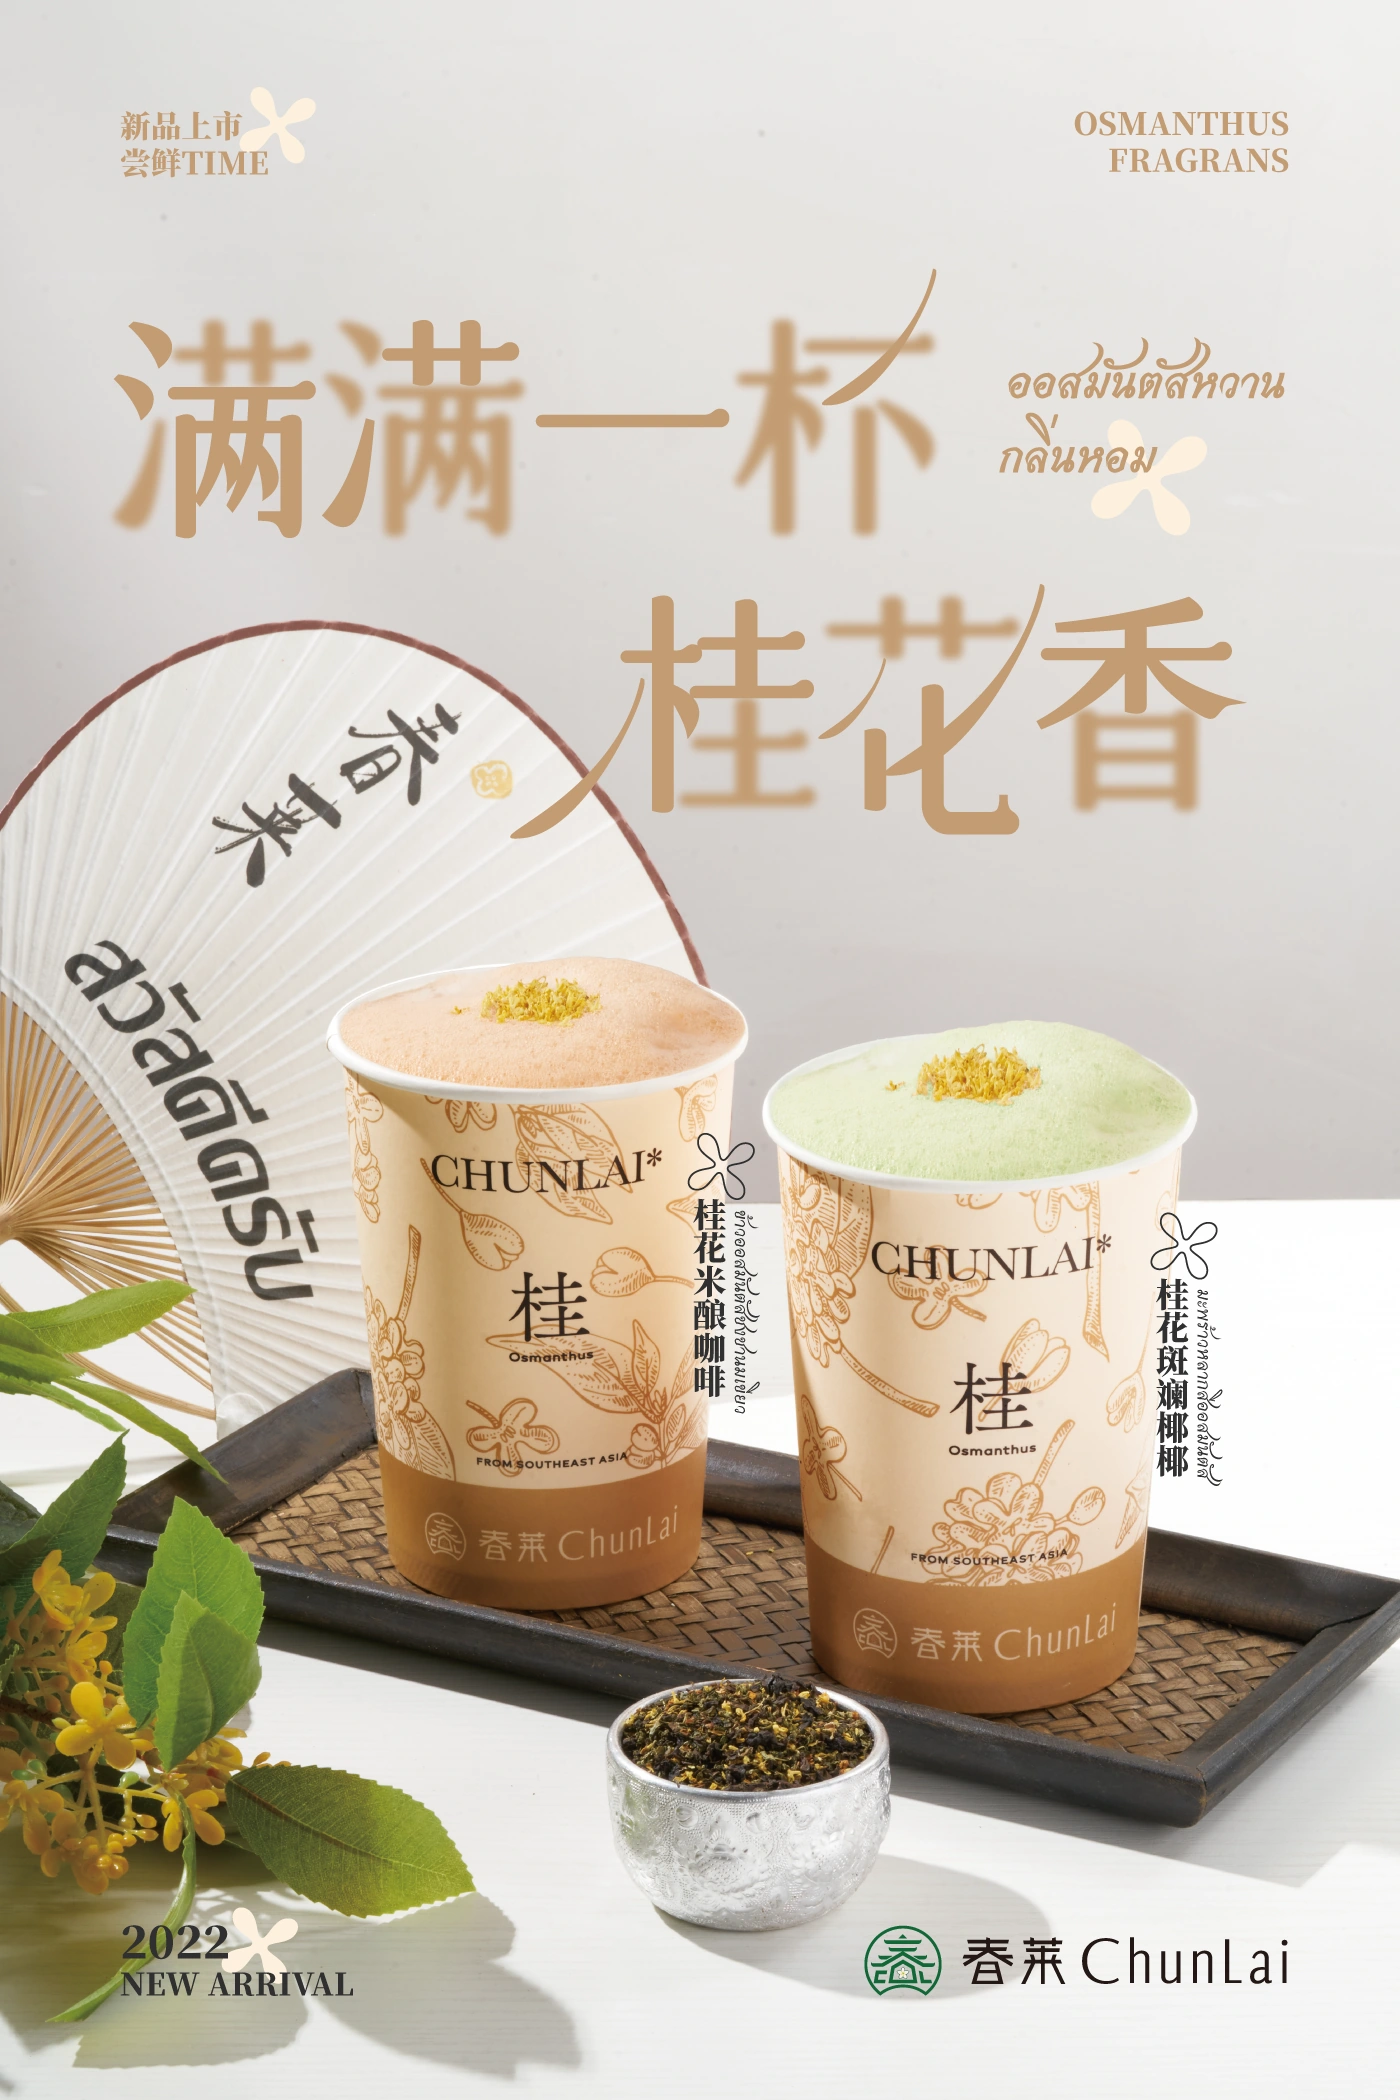 新品上市
尝鲜TIME
OSMANTHUS
FRAGRANS
满满一杯
ออสมันตัสหวาน
กลิ่นหอม
桂花香
春莱
สวัสดีครับ
CHUNLAI*
桂
Osmanthus
FROM SOUTHEAST ASIA
春莱 ChunLai
桂花米酿咖啡
CHUNLAI*
桂
Osmanthus
FROM SOUTHEAST ASIA
春莱 ChunLai
桂花斑斓椰椰
2022
NEW ARRIVAL
春莱 ChunLai